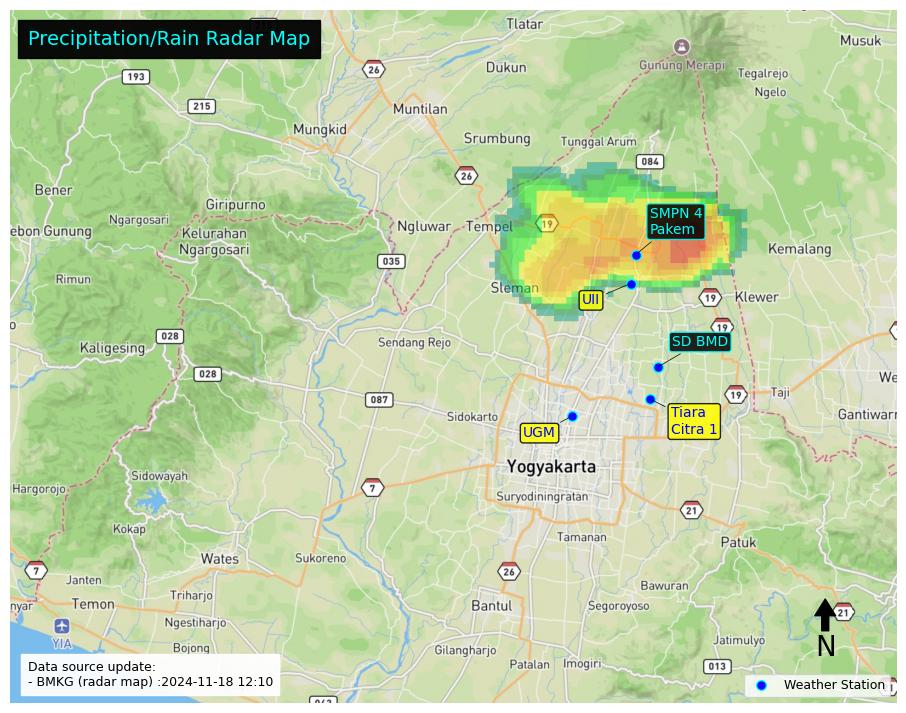 Precipitation/Rain Radar Map
Tlatar
Musuk
193
26
Dukun
Gunung Merapi
Tegalrejo
Ngelo
215
Muntilan
Mungkid
Srumbung
Tunggal Arum
084
26
Bener
Giripurno
Ngargosari
ebon Gunung
Kelurahan
Ngargosari
Ngluwar
Tempel
19
SMPN 4
Pakem
Kemalang
035
Rimun
Sleman
UII
19
Klewer
19
028
Kaligesing
Sendang Rejo
SD BMD
028
We
087
19
Taji
Sidokarto
Tiara
Citra 1
Gantiwarn
UGM
Yogyakarta
Sidowayah
Hargorojo
7
Suryodiningratan
21
Kokap
Tamanan
Patuk
Wates
Sukoreno
7
26
Janten
Bawuran
nyar
Temon
Triharjo
Bantul
Segoroyoso
21
YIA
Ngestiharjo
N
Bojong
Gilangharjo
Jatimulyo
Patalan
Imogiri
013
Data source update:
- BMKG (radar map) :2024-11-18 12:10
Weather Station